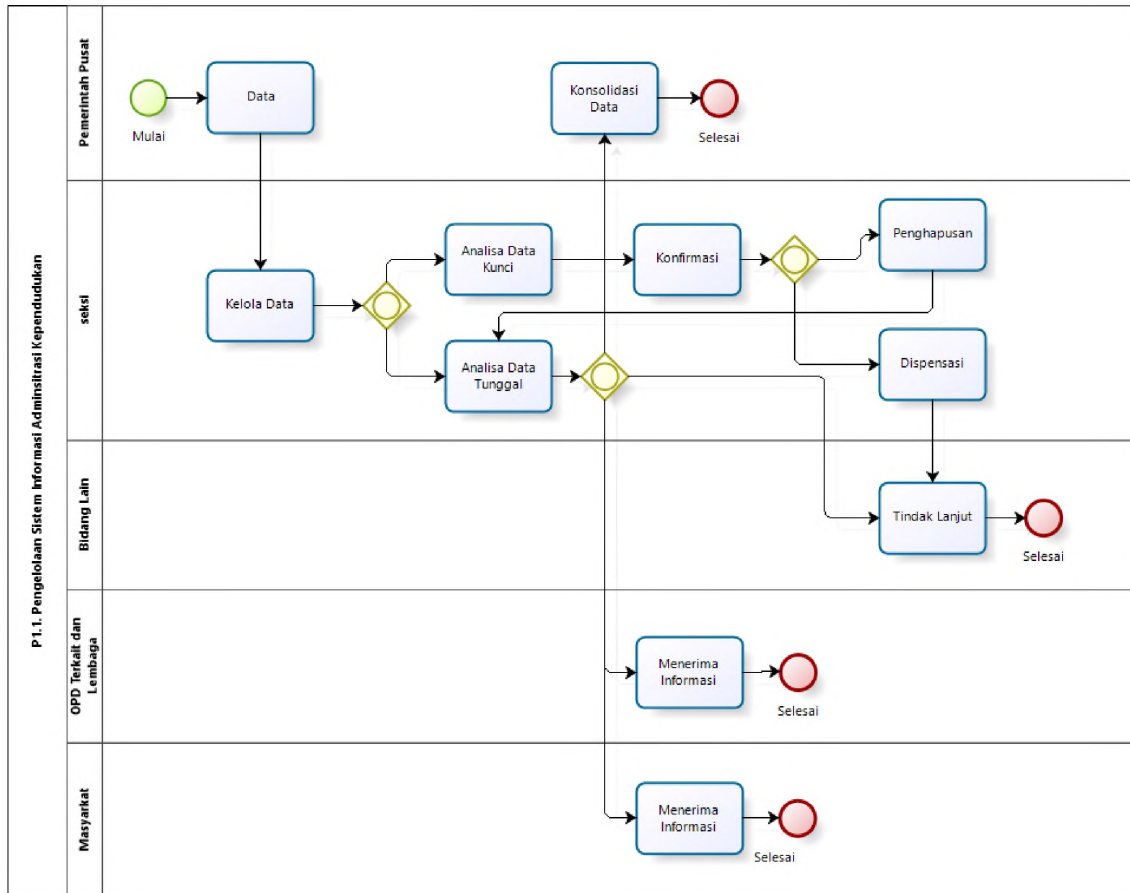 P1.1. Pengelolaan Sistem Informasi Adminsitrasi Kependudukan
Pemerintah Pusat
Mulai
Data
Konsolidasi
Data
Selesai
seksi
Kelola Data
Analisa Data
Kunci
Konfirmasi
Penghapusan
Analisa Data
Tunggal
Dispensasi
Bidang Lain
Tindak Lanjut
Selesai
OPD Terkait dan
Lembaga
Menerima
Informasi
Selesai
Masyarkat
Menerima
Informasi
Selesai